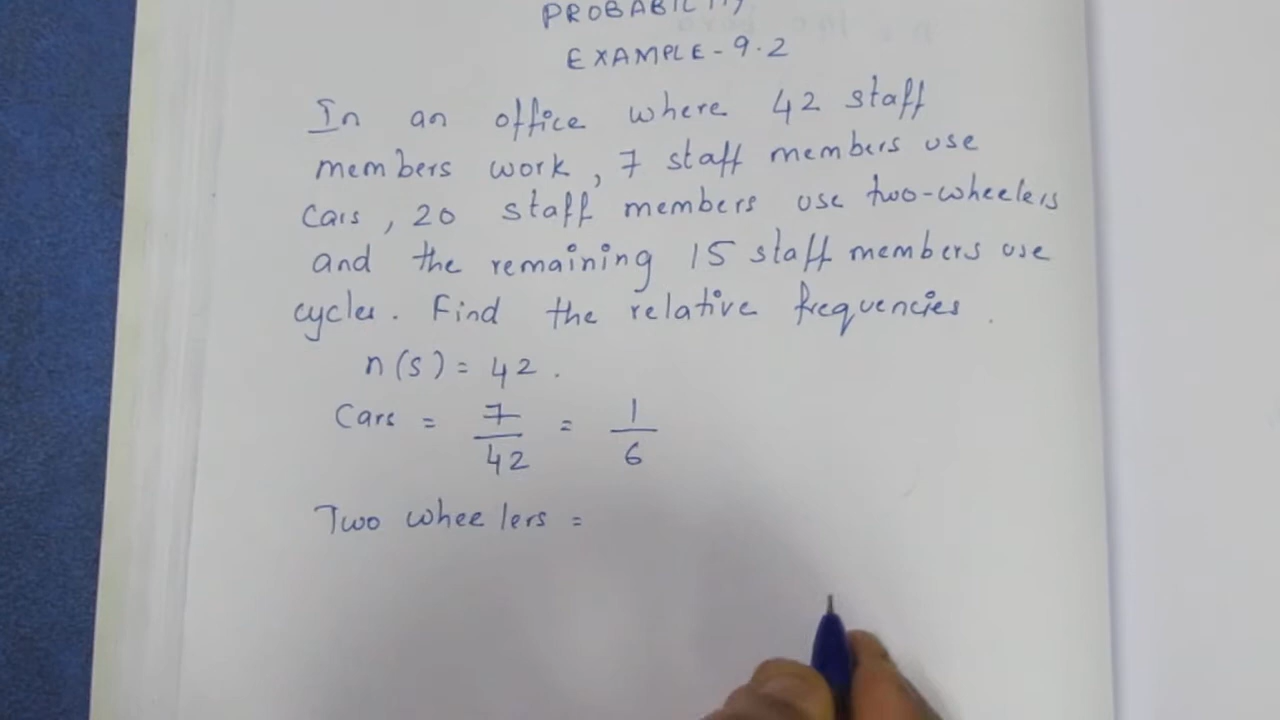 PROBABILITY
EXAMPLE - 9.2
In an office where 42 staff
members work, 7 staff members use
Cars, 20 staff members use two-wheelers
and the remaining 15 staff members use
cycles. Find the relative frequencies.
n(s) = 42.
Cars = 7/42 = 1/6
Two wheelers =